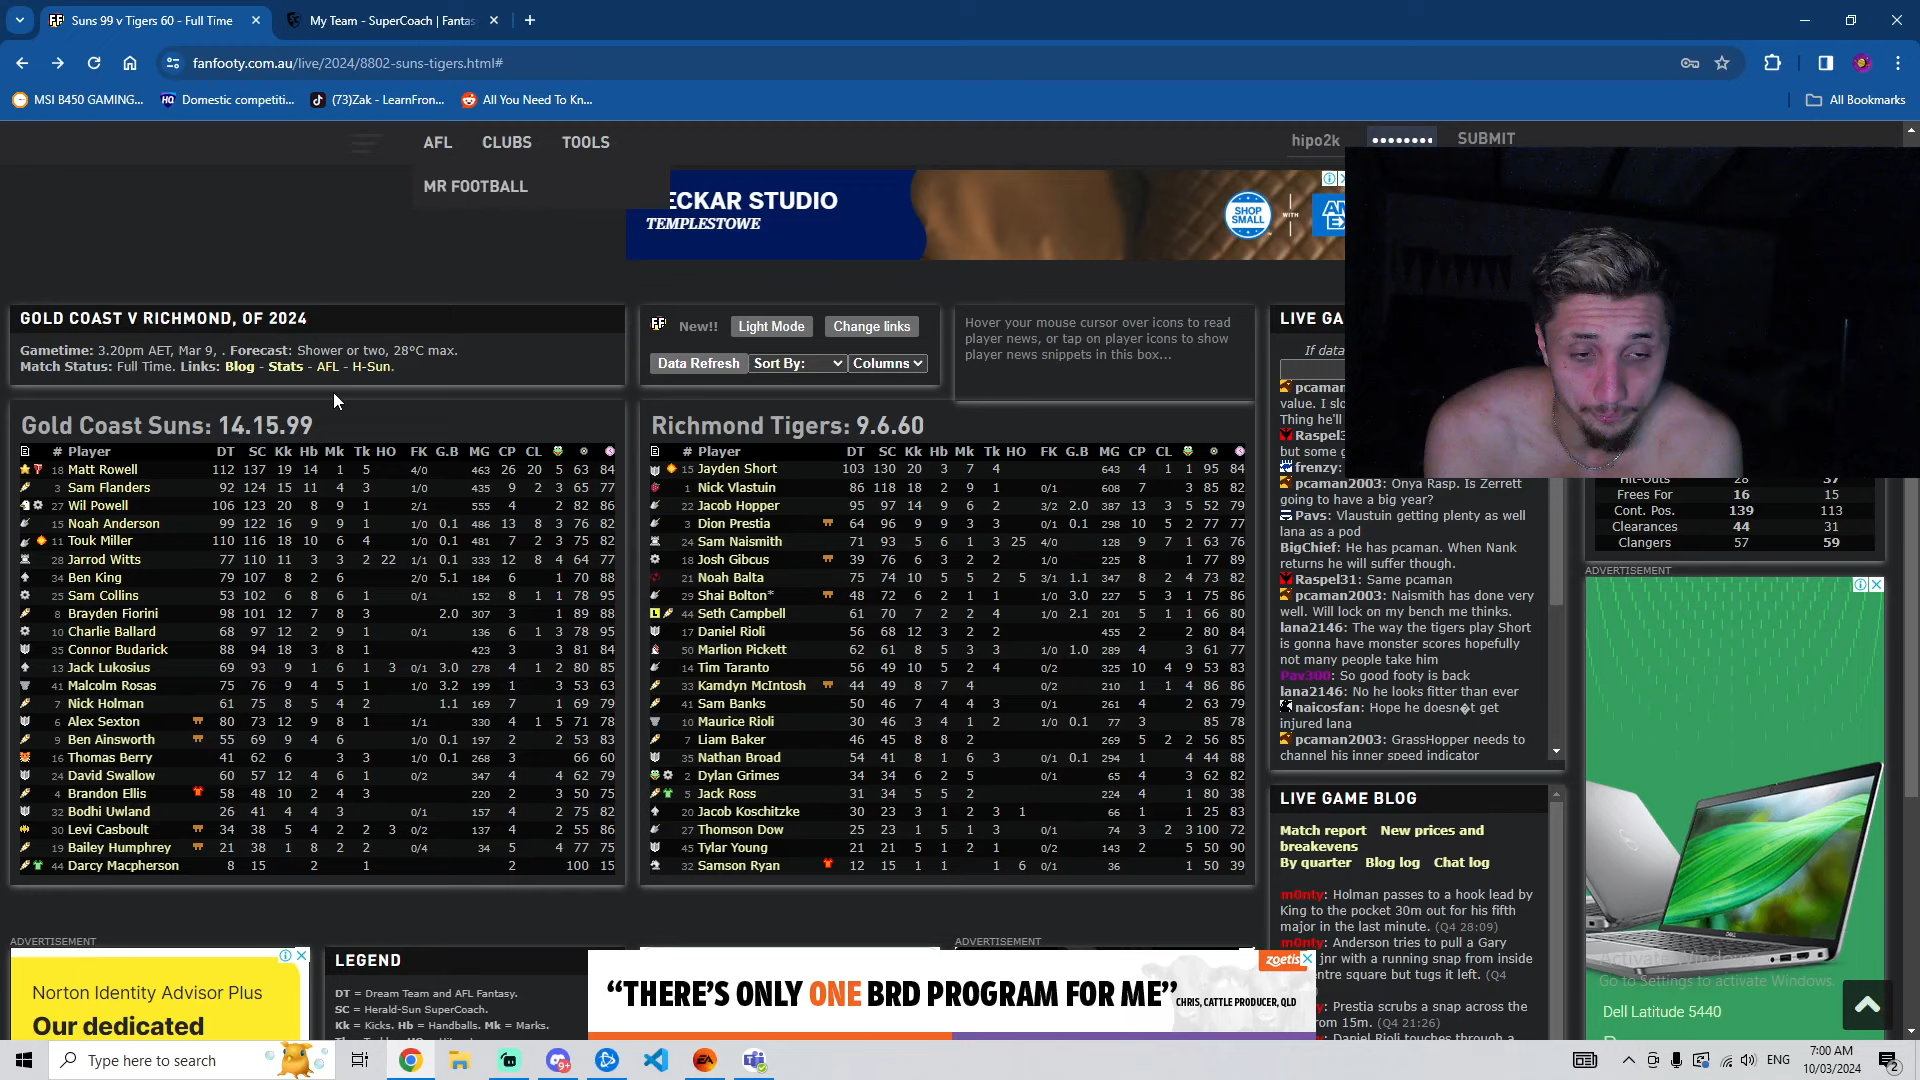 Suns 99 v Tigers 60 - Full Time
My Team - SuperCoach | Fantas
fanfooty.com.au/live/2024/8802-suns-tigers.html#
MSI B450 GAMING...
Domestic competiti...
(73)Zak - LearnFron...
All You Need To Kn...
All Bookmarks
AFL CLUBS TOOLS
hipo2k ••••••••• SUBMIT
MR FOOTBALL
ECKAR STUDIO
TEMPLESTOWE
SHOP SMALL
WITH
GOLD COAST V RICHMOND, OF 2024
Gametime: 3.20pm AET, Mar 9, . Forecast: Shower or two, 28°C max.
Match Status: Full Time. Links: Blog - Stats - AFL - H-Sun.
New!! Light Mode Change links
Data Refresh Sort By: Columns
Hover your mouse cursor over icons to read
player news, or tap on player icons to show
player news snippets in this box...
Gold Coast Suns: 14.15.99
# Player DT SC Kk Hb Mk Tk HO FK G.B MG CP CL
18 Matt Rowell 112 137 19 14 1 5 4/0 463 26 20 5 63 84
3 Sam Flanders 92 124 15 11 4 3 1/0 435 9 2 3 65 77
27 Wil Powell 106 123 20 8 9 1 2/1 555 4 2 82 86
15 Noah Anderson 99 122 16 9 9 1 1/0 0.1 486 13 8 3 76 82
11 Touk Miller 110 116 18 10 6 4 1/0 0.1 481 7 2 3 75 82
28 Jarrod Witts 77 110 11 3 3 2 22 1/1 0.1 333 12 8 4 64 77
34 Ben King 79 107 8 2 6 2/0 5.1 184 6 1 70 88
25 Sam Collins 53 102 6 8 6 1 0/1 152 8 1 1 78 95
8 Brayden Fiorini 98 101 12 7 8 3 2.0 307 3 1 89 88
10 Charlie Ballard 68 97 12 2 9 1 0/1 136 6 1 3 78 95
35 Connor Budarick 88 94 18 3 8 1 423 3 3 81 84
13 Jack Lukosius 69 93 9 1 6 1 3 0/1 3.0 278 4 1 2 80 85
41 Malcolm Rosas 75 76 9 4 5 1 1/0 3.2 199 1 3 53 63
7 Nick Holman 61 75 8 5 4 2 1.1 169 7 1 69 79
6 Alex Sexton 80 73 12 9 8 1 1/1 330 4 1 5 71 78
9 Ben Ainsworth 55 69 9 4 6 1/0 0.1 197 2 2 53 83
16 Thomas Berry 41 62 6 3 3 1/0 0.1 268 3 66 60
24 David Swallow 60 57 12 4 6 1 0/2 347 4 4 62 79
4 Brandon Ellis 58 48 10 2 4 3 220 2 3 50 75
32 Bodhi Uwland 26 41 4 4 3 0/1 157 4 2 75 82
30 Levi Casboult 34 38 5 4 2 2 3 0/2 137 4 2 55 86
19 Bailey Humphrey 21 38 1 8 2 2 0/4 34 5 4 77 75
44 Darcy Macpherson 8 15 2 1 2 100 15
Richmond Tigers: 9.6.60
# Player DT SC Kk Hb Mk Tk HO FK G.B MG CP CL
15 Jayden Short 103 130 20 3 7 4 643 4 1 1 95 84
1 Nick Vlastuin 86 118 18 2 9 1 0/1 608 7 3 85 82
22 Jacob Hopper 95 97 14 9 6 2 3/2 2.0 387 13 3 5 52 79
3 Dion Prestia 64 96 9 9 3 2 0/1 0.1 298 10 5 2 77 77
24 Sam Naismith 71 93 5 6 1 3 25 4/0 128 9 7 1 63 76
18 Josh Gibcus 39 76 6 3 2 2 1/0 225 8 1 77 89
21 Noah Balta 75 74 10 5 5 2 5 3/1 1.1 347 8 2 4 73 82
29 Shai Bolton* 48 72 6 2 1 1 1/0 3.0 227 5 3 1 75 86
44 Seth Campbell 61 70 7 2 2 4 1/0 2.1 201 5 1 1 66 80
17 Daniel Rioli 56 68 12 3 2 2 455 2 2 80 84
50 Marlion Pickett 62 61 8 5 3 3 1/0 1.0 289 4 3 61 77
14 Tim Taranto 56 49 10 5 2 4 0/2 325 10 4 9 53 83
33 Kamdyn McIntosh 44 49 8 7 4 0/2 210 1 1 4 86 86
41 Sam Banks 50 46 7 4 4 3 0/1 261 4 2 63 79
10 Maurice Rioli 30 46 3 4 1 2 1/0 0.1 77 3 85 78
7 Liam Baker 46 45 8 8 2 269 5 2 2 56 85
35 Nathan Broad 54 41 8 1 6 3 0/1 0.1 294 1 4 44 88
2 Dylan Grimes 34 34 6 2 5 0/1 65 4 3 62 82
5 Jack Ross 31 34 5 5 2 224 4 1 80 38
20 Jacob Koschitzke 30 23 3 1 2 3 1 66 1 1 25 83
27 Thomson Dow 25 23 1 5 1 3 0/1 74 3 2 3 100 72
45 Tylar Young 21 21 5 1 2 1 0/2 143 2 5 50 90
32 Samson Ryan 12 15 1 1 1 6 0/1 36 1 50 39
LIVE GA
If data
pcaman
value. I slo
Thing he'll
Raspel3
but some g
frenzy:
pcaman2003: Onya Rasp. Is Zerrett
going to have a big year?
Pavs: Vlaustuin getting plenty as well
lana as a pod
BigChief: He has pcaman. When Nank
returns he will suffer though.
Raspel31: Same pcaman
pcaman2003: Naismith has done very
well. Will lock on my bench me thinks.
lana2146: The way the tigers play Short
is gonna have monster scores hopefully
not many people take him
Pav300: So good footy is back
lana2146: No he looks fitter than ever
naicosfan: Hope he doesn�t get
injured lana
pcaman2003: GrassHopper needs to
channel his inner speed indicator
Hit-Outs 28 37
Frees For 16 15
Cont. Pos. 139 113
Clearances 44 31
Clangers 57 59
ADVERTISEMENT
LIVE GAME BLOG
Match report New prices and
breakevens
By quarter Blog log Chat log
m0nty: Holman passes to a hook lead by
King to the pocket 30m out for his fifth
major in the last minute. (Q4 28:09)
m0nty: Anderson tries to pull a Gary
jnr with a running snap from inside
entre square but tugs it left. (Q4
Prestia scrubs a snap across the
rom 15m. (Q4 21:26)
Daniel Rioli touches through a
Activate Windows
Go to Settings to activate Windows.
Dell Latitude 5440
ADVERTISEMENT
Norton Identity Advisor Plus
Our dedicated
LEGEND
DT = Dream Team and AFL Fantasy.
SC = Herald-Sun SuperCoach.
Kk = Kicks. Hb = Handballs. Mk = Marks.
ADVERTISEMENT
zoetis
“THERE'S ONLY ONE BRD PROGRAM FOR ME” CHRIS, CATTLE PRODUCER, QLD
Type here to search
9+
ENG
7:00 AM
10/03/2024
2